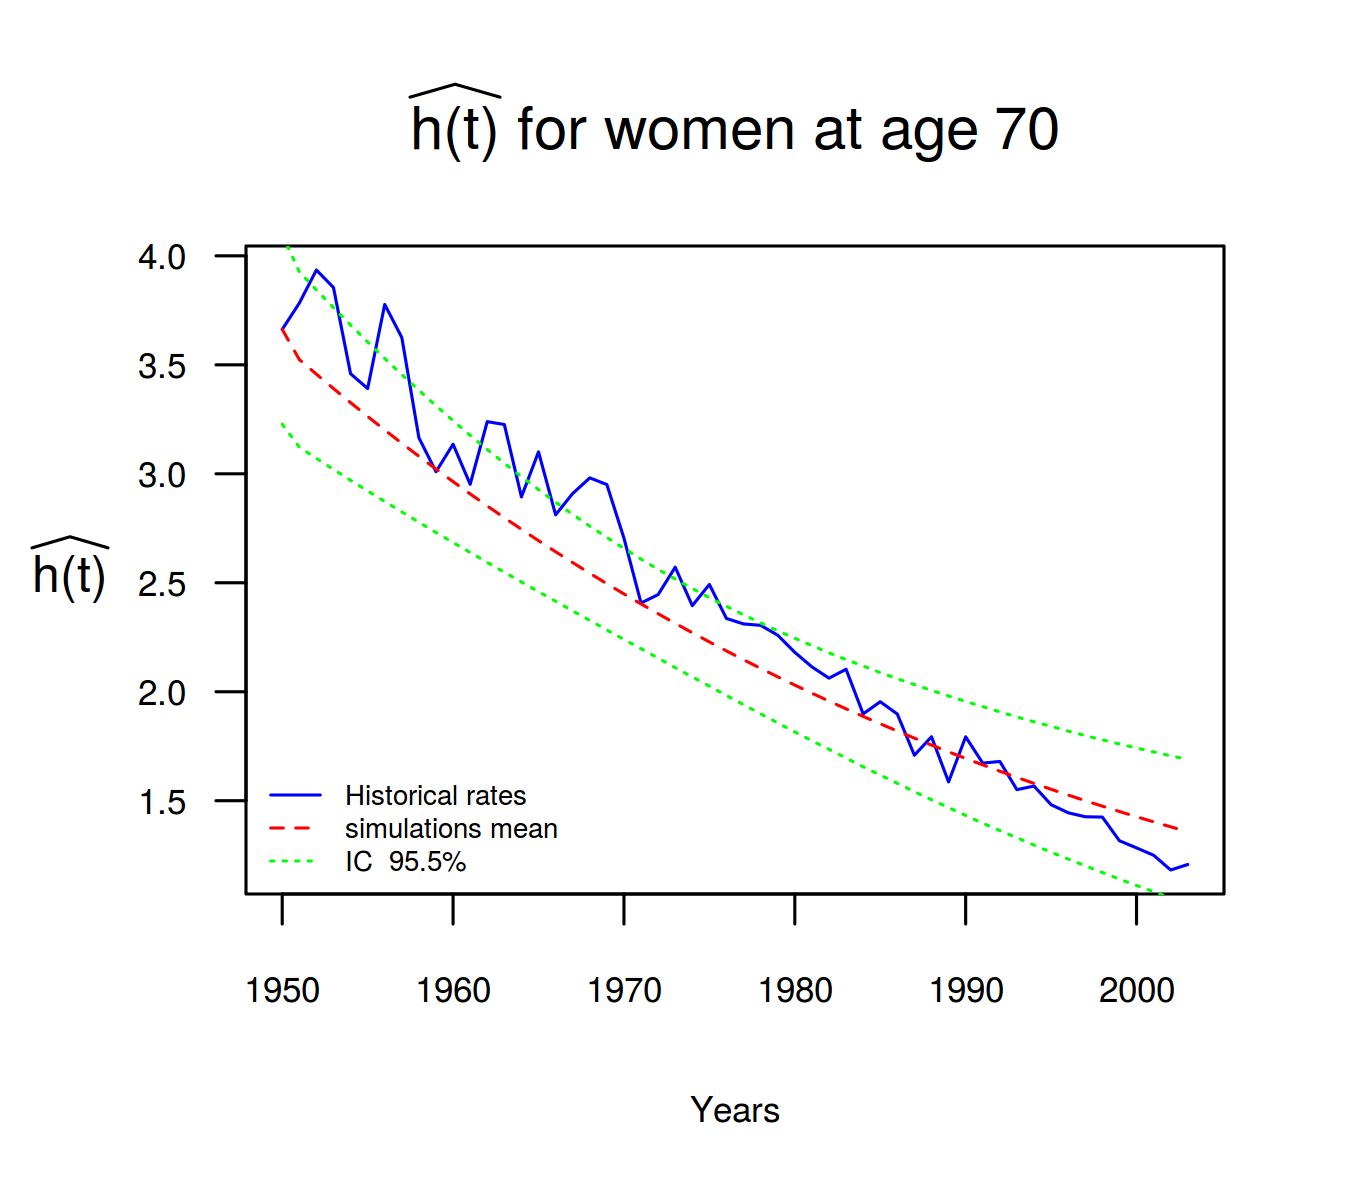 h(t) for women at age 70
4.0
3.5
3.0
2.5
2.0
1.5
h(t)
Historical rates
simulations mean
IC  95.5%
1950 1960 1970 1980 1990 2000
Years